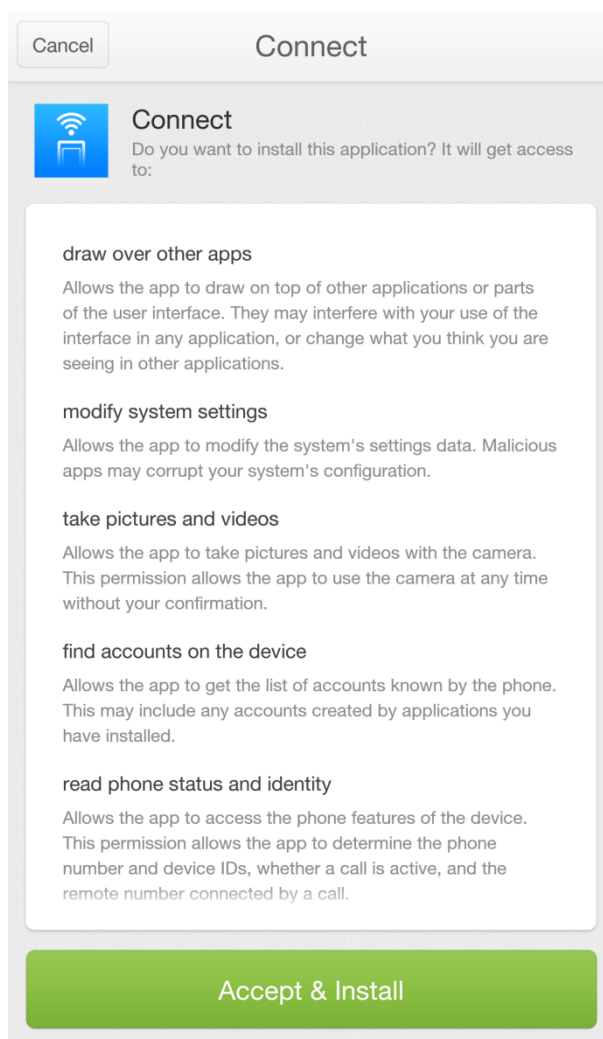 Cancel
Connect
Connect
Do you want to install this application? It will get access
to:
draw over other apps
Allows the app to draw on top of other applications or parts
of the user interface. They may interfere with your use of the
interface in any application, or change what you think you are
seeing in other applications.
modify system settings
Allows the app to modify the system's settings data. Malicious
apps may corrupt your system's configuration.
take pictures and videos
Allows the app to take pictures and videos with the camera.
This permission allows the app to use the camera at any time
without your confirmation.
find accounts on the device
Allows the app to get the list of accounts known by the phone.
This may include any accounts created by applications you
have installed.
read phone status and identity
Allows the app to access the phone features of the device.
This permission allows the app to determine the phone
number and device IDs, whether a call is active, and the
remote number connected by a call.
Accept & Install